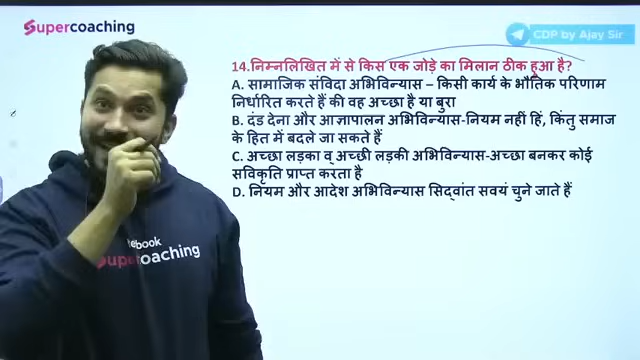 Supercoaching
CDP by Ajay Sir
14.निम्नलिखित में से किस एक जोड़े का मिलान ठीक हुआ है?
A. सामाजिक संविदा अभिविन्यास – किसी कार्य के भौतिक परिणाम
निर्धारित करते हैं की वह अच्छा है या बुरा
B. दंड देना और आज्ञापालन अभिविन्यास-नियम नहीं हिं, किंतु समाज
के हित में बदले जा सकते हैं
C. अच्छा लड़का व् अच्छी लड़की अभिविन्यास-अच्छा बनकर कोई
सविकृति प्राप्त करता है
D. नियम और आदेश अभिविन्यास सिद्वांत सवयं चुने जाते हैं
book
Supercoaching